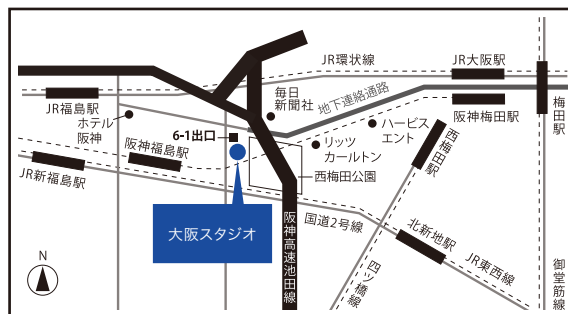 JR環状線
JR大阪駅
JR福島駅
毎日
新聞社
地下連絡通路
阪神梅田駅
梅田駅
ホテル
阪神
6-1出口
ハービス
エント
リッツ
カールトン
西梅田駅
阪神福島駅
JR新福島駅
西梅田公園
大阪スタジオ
阪神高速池田線
国道2号線
北新地駅
JR東西線
四ツ橋線
御堂筋線
N